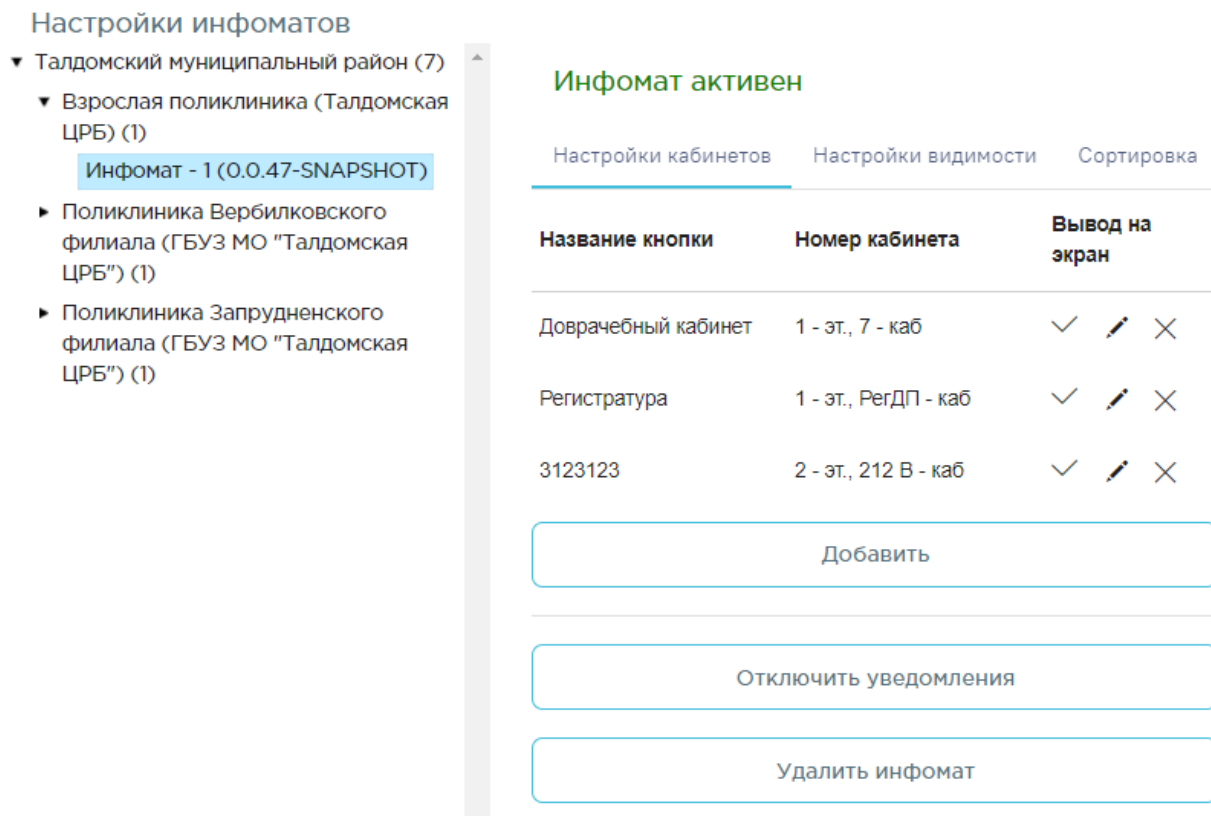 Настройки инфоматов
Талдомский муниципальный район (7)
Взрослая поликлиника (Талдомская
ЦРБ) (1)
Инфомат - 1 (0.0.47-SNAPSHOT)
Поликлиника Вербилковского
филиала (ГБУЗ МО "Талдомская
ЦРБ") (1)
Поликлиника Запрудненского
филиала (ГБУЗ МО "Талдомская
ЦРБ") (1)
Инфомат активен
Настройки кабинетов Настройки видимости Сортировка
Название кнопки Номер кабинета Вывод на
экран
Доврачебный кабинет 1 - эт., 7 - каб
Регистратура 1 - эт., РегДП - каб
3123123 2 - эт., 212 В - каб
Добавить
Отключить уведомления
Удалить инфомат